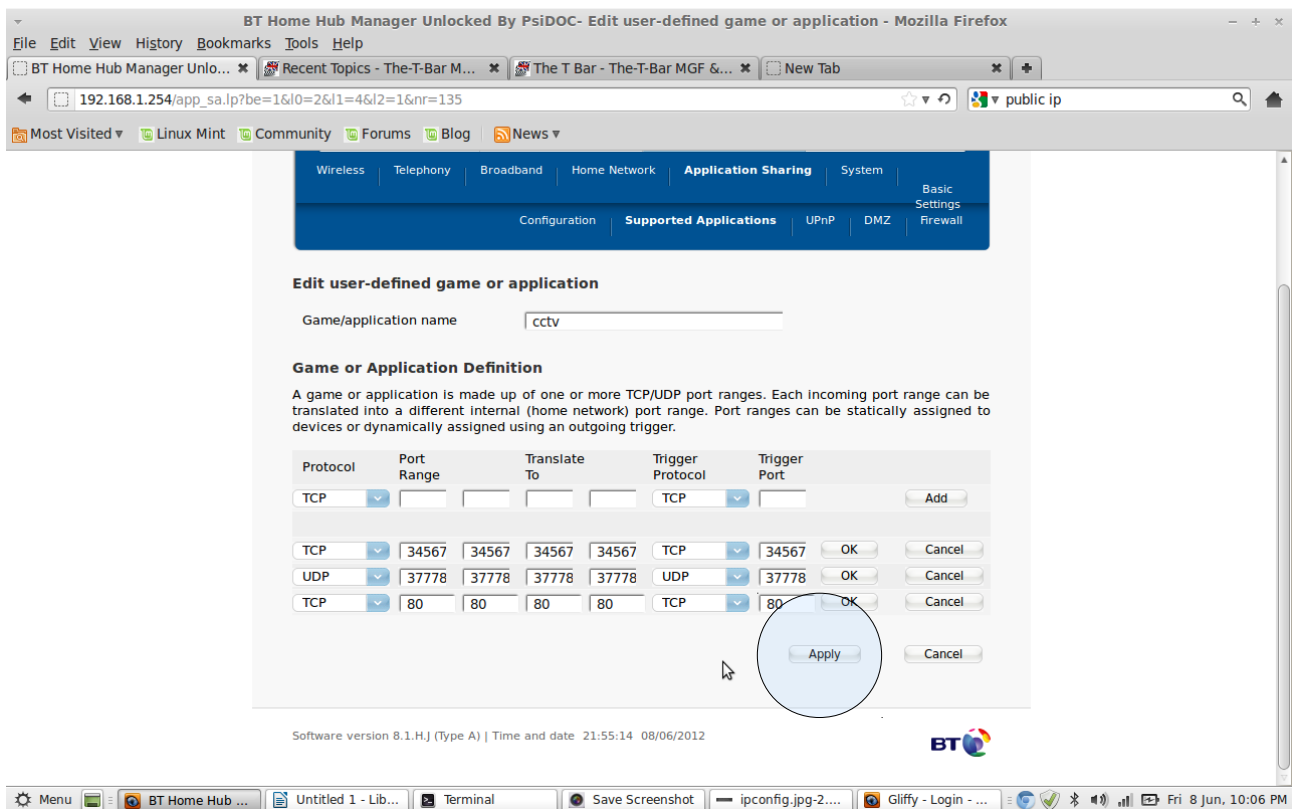 BT Home Hub Manager Unlocked By PsiDOC- Edit user-defined game or application - Mozilla Firefox
File Edit View History Bookmarks Tools Help
BT Home Hub Manager Unlo... Recent Topics - The-T-Bar M... The T Bar - The-T-Bar MGF &... New Tab
192.168.1.254/app_sa.lp?be=1&l0=2&l1=4&l2=1&nr=135 public ip
Most Visited Linux Mint Community Forums Blog News
Wireless Telephony Broadband Home Network Application Sharing System Basic Settings
Configuration Supported Applications UPnP DMZ Firewall
Edit user-defined game or application
Game/application name cctv
Game or Application Definition
A game or application is made up of one or more TCP/UDP port ranges. Each incoming port range can be
translated into a different internal (home network) port range. Port ranges can be statically assigned to
devices or dynamically assigned using an outgoing trigger.
Protocol Port Range Translate To Trigger Protocol Trigger Port
TCP TCP Add
TCP 34567 34567 34567 34567 TCP 34567 OK Cancel
UDP 37778 37778 37778 37778 UDP 37778 OK Cancel
TCP 80 80 80 80 TCP 80 OK Cancel
Apply Cancel
Software version 8.1.H.J (Type A) | Time and date 21:55:14 08/06/2012
BT
Menu BT Home Hub ... Untitled 1 - Lib... Terminal Save Screenshot ipconfig.jpg-2.... Gliffy - Login - ... Fri 8 Jun, 10:06 PM